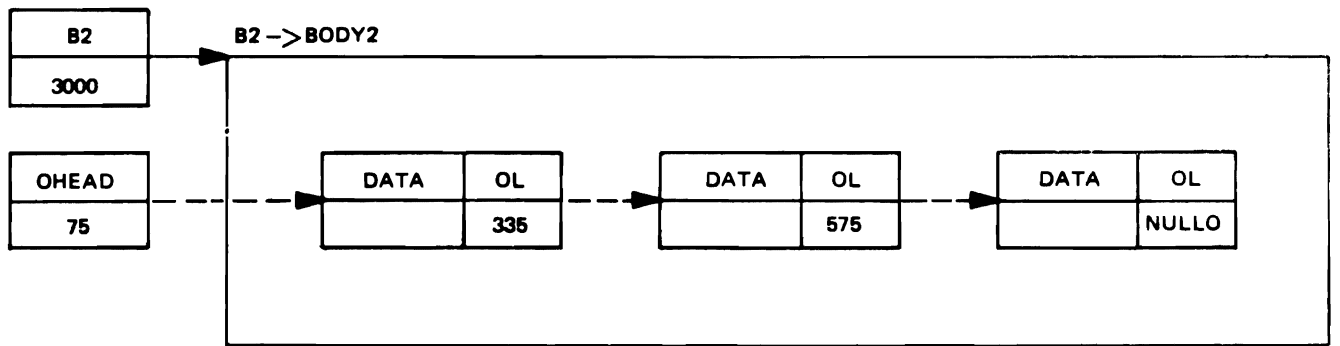 B2
B2 —> BODY2
3000
OHEAD
DATA OL
DATA OL
DATA OL
75
335
575
NULLO